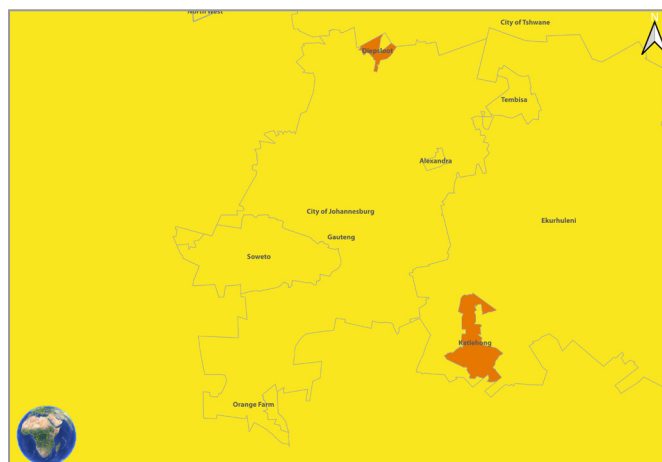 North West
City of Tshwane
Diepsloot
Tembisa
Alexandra
City of Johannesburg
Ekurhuleni
Gauteng
Soweto
Katlehong
Orange Farm